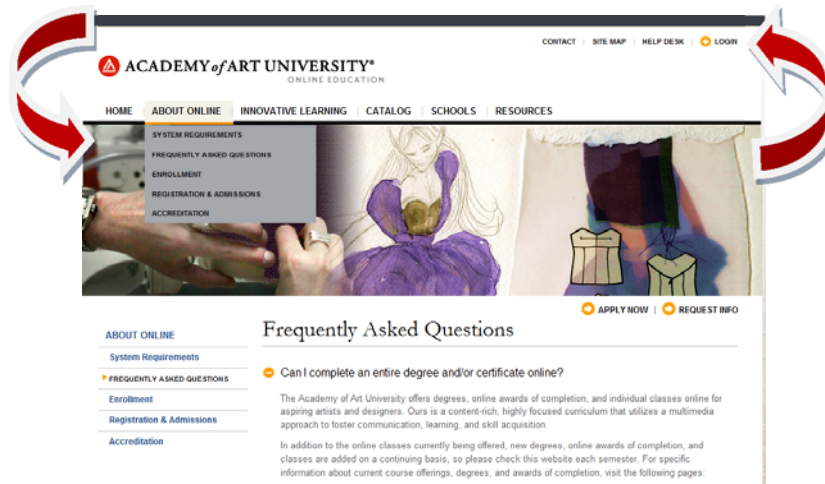 CONTACT | SITE MAP | HELP DESK | LOGIN
ACADEMY of ART UNIVERSITY®
ONLINE EDUCATION
HOME | ABOUT ONLINE | INNOVATIVE LEARNING | CATALOG | SCHOOLS | RESOURCES
SYSTEM REQUIREMENTS
FREQUENTLY ASKED QUESTIONS
ENROLLMENT
REGISTRATION & ADMISSIONS
ACCREDITATION
APPLY NOW | REQUEST INFO
ABOUT ONLINE
System Requirements
FREQUENTLY ASKED QUESTIONS
Enrollment
Registration & Admissions
Accreditation
Frequently Asked Questions
Can I complete an entire degree and/or certificate online?
The Academy of Art University offers degrees, online awards of completion, and individual classes online for
aspiring artists and designers. Ours is a content-rich, highly focused curriculum that utilizes a multimedia
approach to foster communication, learning, and skill acquisition.
In addition to the online classes currently being offered, new degrees, online awards of completion, and
classes are added on a continuing basis, so please check this website each semester. For specific
information about current course offerings, degrees, and awards of completion, visit the following pages: